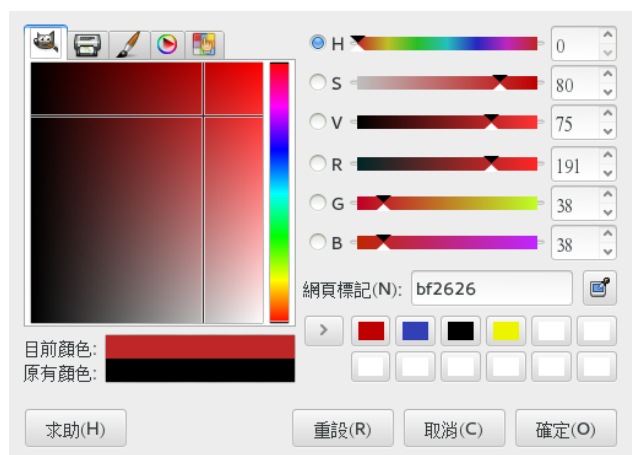 H 0
S 80
V 75
R 191
G 38
B 38
網頁標記(N): bf2626
目前顏色:
原有顏色:
求助(H) 重設(R) 取消(C) 確定(O)